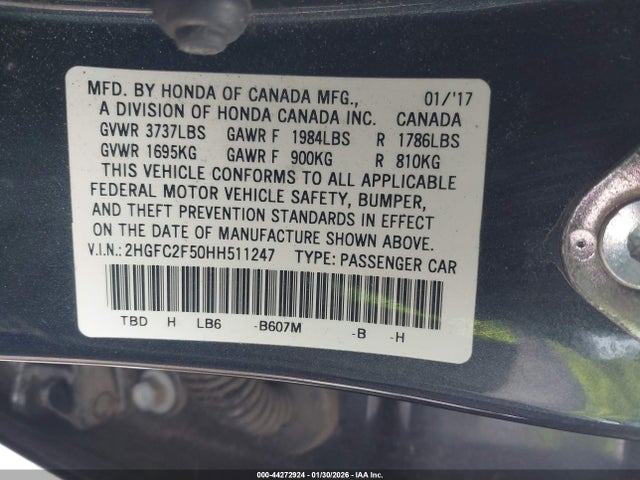 MFD. BY HONDA OF CANADA MFG., 01/'17
A DIVISION OF HONDA CANADA INC. CANADA
GVWR 3737LBS GAWR F 1984LBS R 1786LBS
GVWR 1695KG GAWR F 900KG R 810KG
THIS VEHICLE CONFORMS TO ALL APPLICABLE
FEDERAL MOTOR VEHICLE SAFETY, BUMPER,
AND THEFT PREVENTION STANDARDS IN EFFECT
ON THE DATE OF MANUFACTURE SHOWN ABOVE.
V.I.N.: 2HGFC2F50HH511247 TYPE: PASSENGER CAR
TBD H LB6 -B607M -B -H
000-44272924 | 01/30/2026 | IAA Inc.